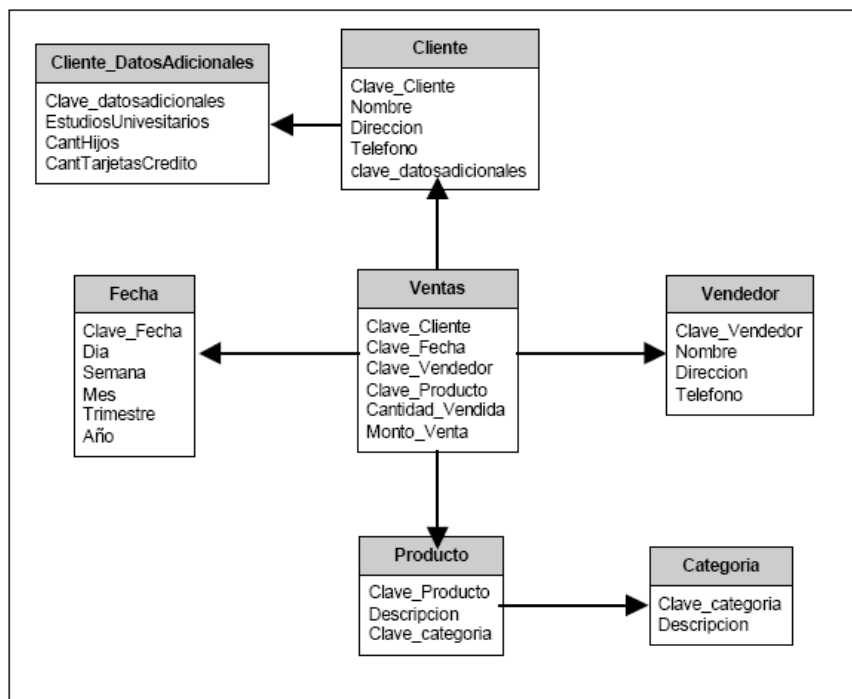 Cliente_DatosAdicionales
Clave_datosadicionales
EstudiosUnivesitarios
CantHijos
CantTarjetasCredito
Cliente
Clave_Cliente
Nombre
Direccion
Telefono
clave_datosadicionales
Fecha
Clave_Fecha
Dia
Semana
Mes
Trimestre
Año
Ventas
Clave_Cliente
Clave_Fecha
Clave_Vendedor
Clave_Producto
Cantidad_Vendida
Monto_Venta
Vendedor
Clave_Vendedor
Nombre
Direccion
Telefono
Producto
Clave_Producto
Descripcion
Clave_categoria
Categoria
Clave_categoria
Descripcion